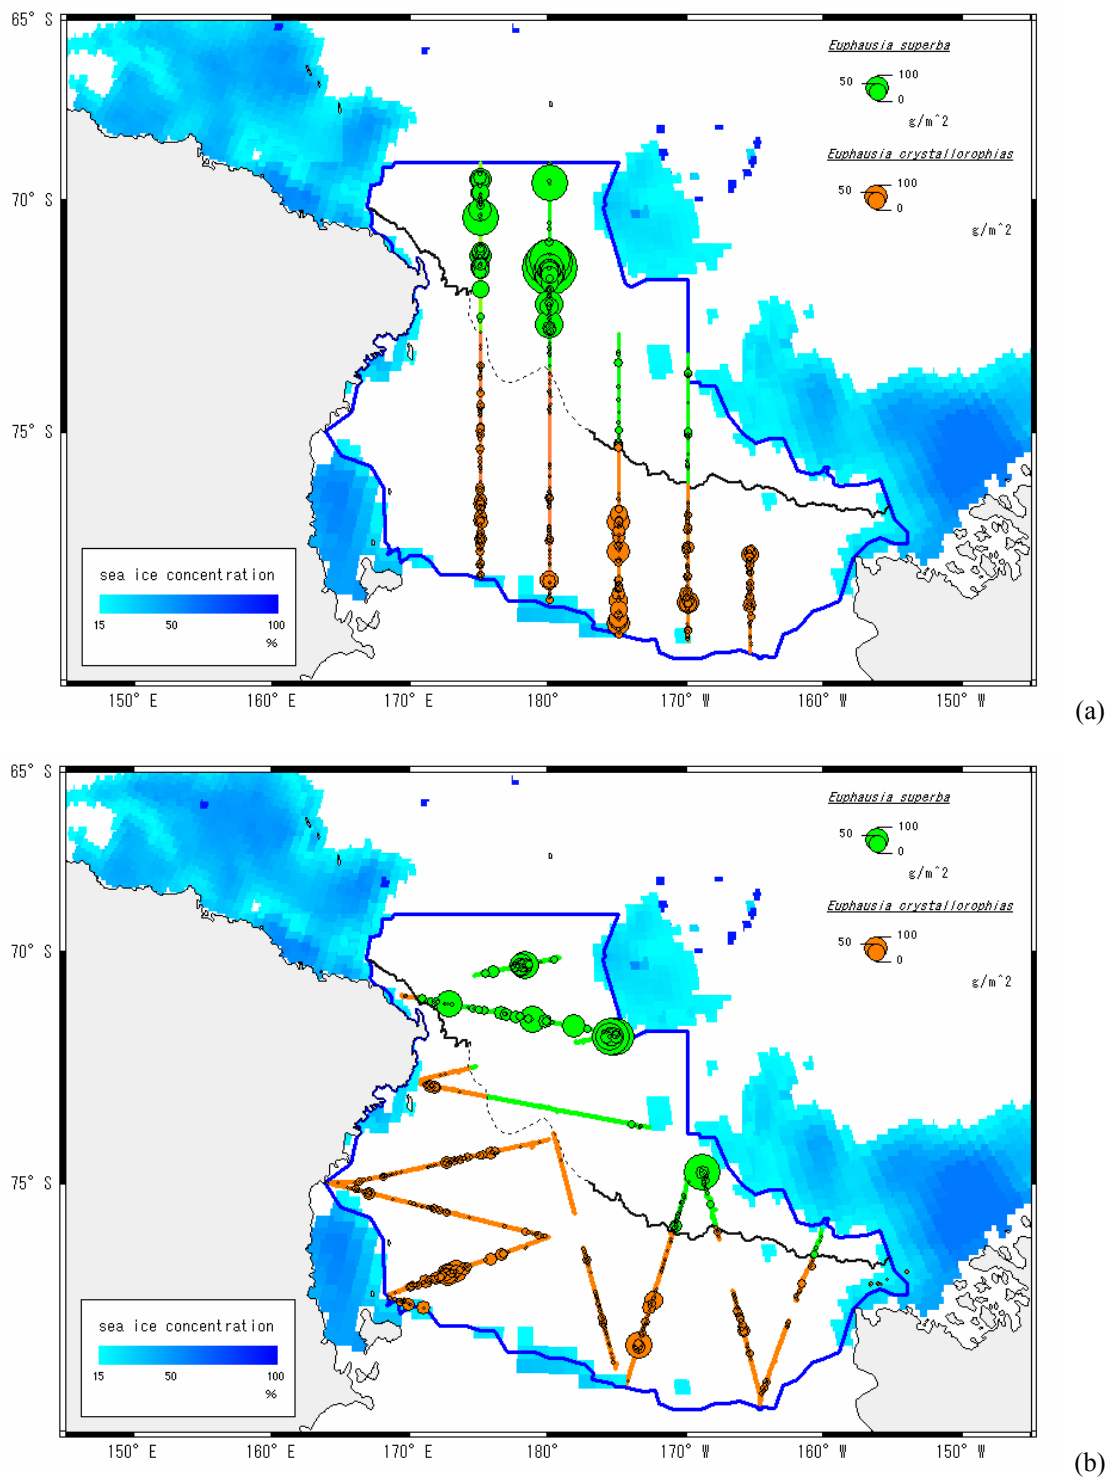 65° S
70° S
75° S
Euphausia superba
50
100
0
g/m^2
Euphausia crystallorophias
50
100
0
g/m^2
sea ice concentration
15 50 100
%
150° E 160° E 170° E 180 170° W 160° W 150° W
(a)
65° S
70° S
75° S
Euphausia superba
50
100
0
g/m^2
Euphausia crystallorophias
50
100
0
g/m^2
sea ice concentration
15 50 100
%
150° E 160° E 170° E 180 170° W 160° W 150° W
(b)